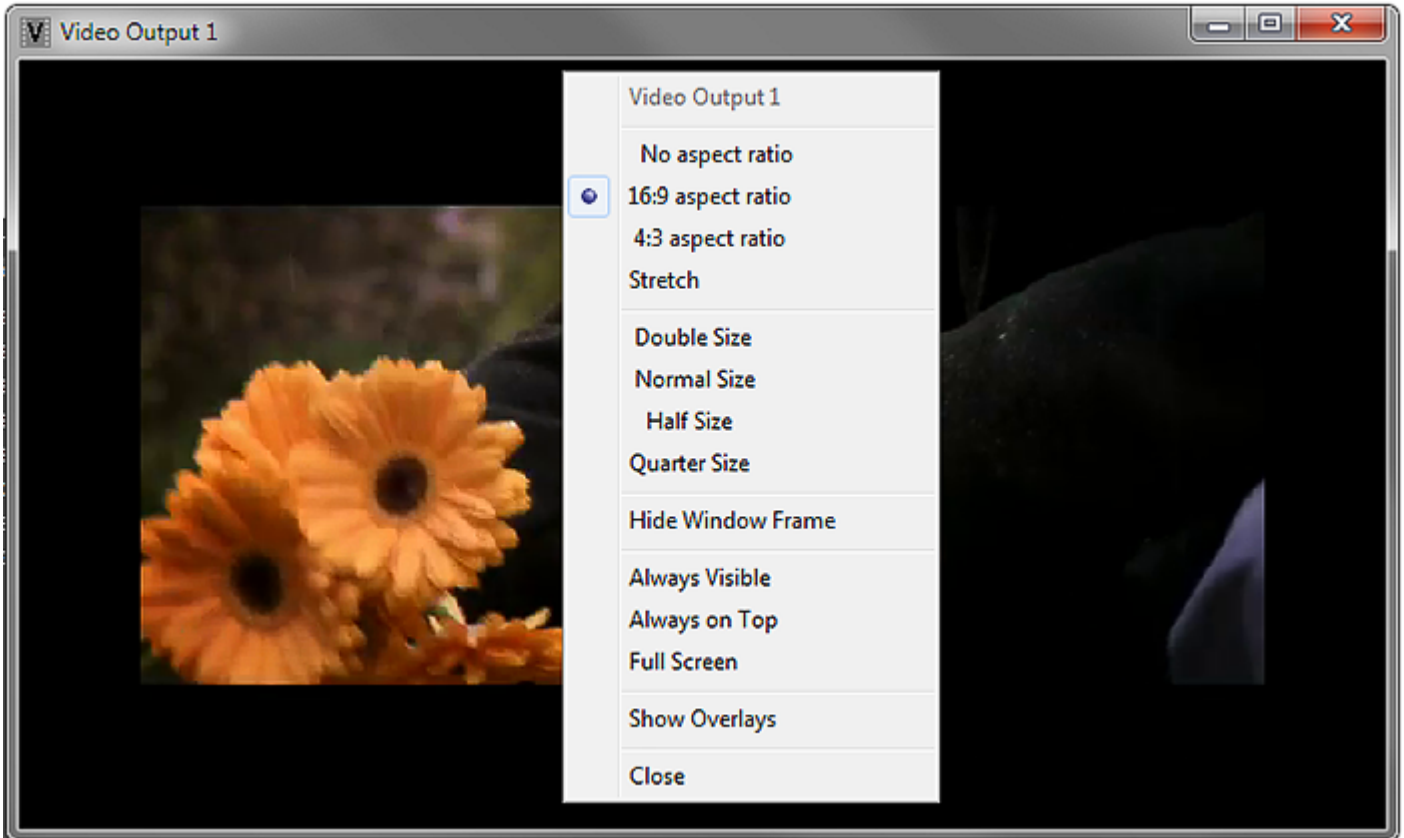 V Video Output 1
Video Output 1
No aspect ratio
16:9 aspect ratio
4:3 aspect ratio
Stretch
Double Size
Normal Size
Half Size
Quarter Size
Hide Window Frame
Always Visible
Always on Top
Full Screen
Show Overlays
Close